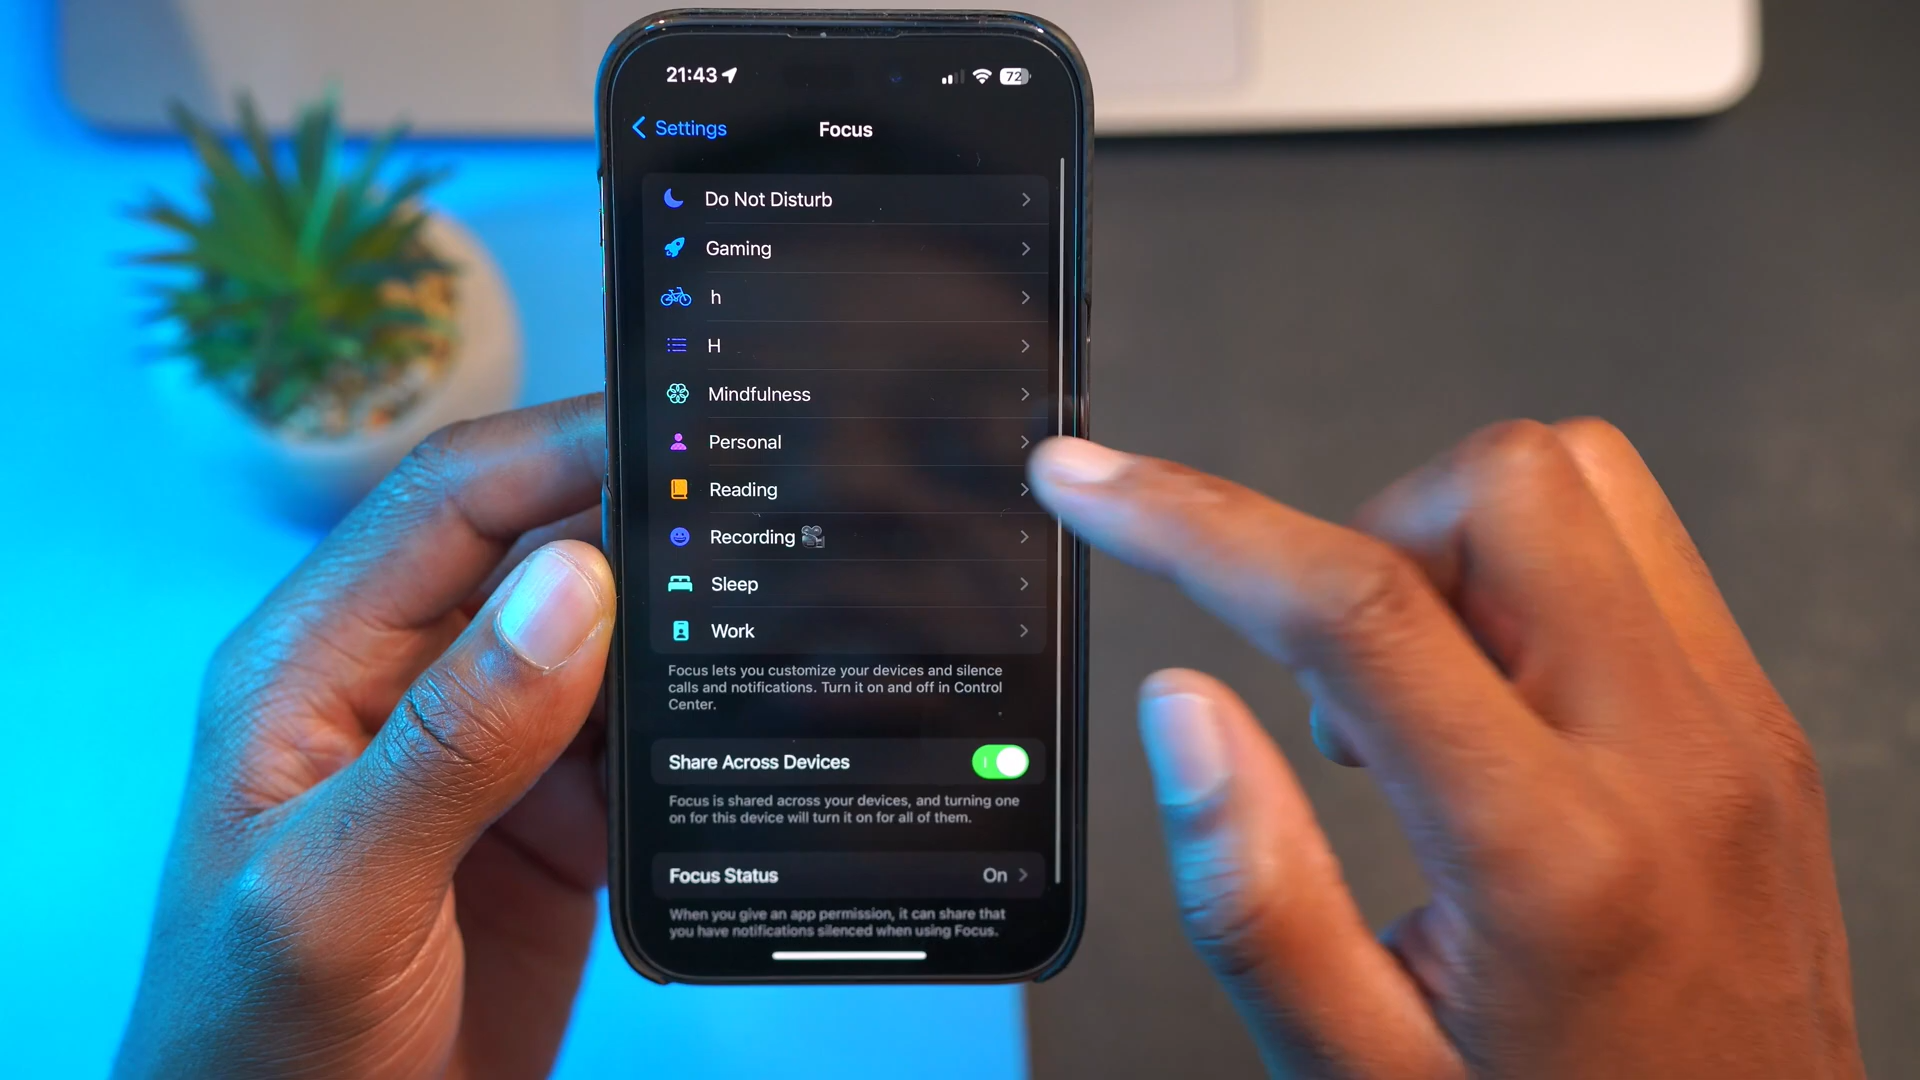 21:43
72
Settings
Focus
Do Not Disturb
Gaming
h
H
Mindfulness
Personal
Reading
Recording 🎥
Sleep
Work
Focus lets you customize your devices and silence
calls and notifications. Turn it on and off in Control
Center.
Share Across Devices
Focus is shared across your devices, and turning one
on for this device will turn it on for all of them.
Focus Status
On
When you give an app permission, it can share that
you have notifications silenced when using Focus.